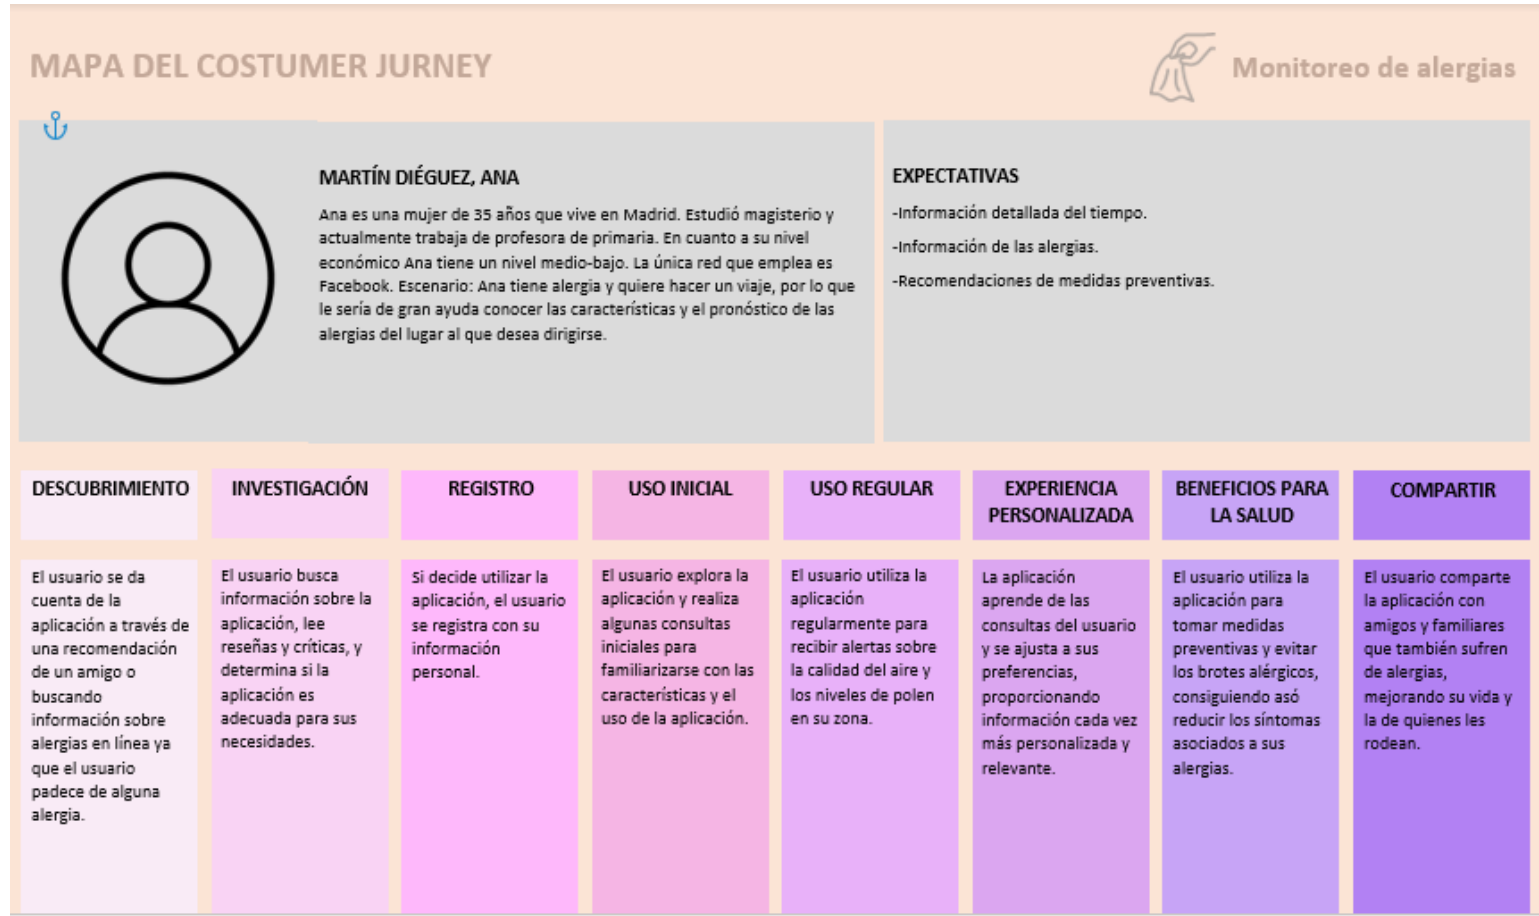 MAPA DEL COSTUMER JURNEY
Monitoreo de alergias
MARTÍN DIÉGUEZ, ANA
Ana es una mujer de 35 años que vive en Madrid. Estudió magisterio y
actualmente trabaja de profesora de primaria. En cuanto a su nivel
económico Ana tiene un nivel medio-bajo. La única red que emplea es
Facebook. Escenario: Ana tiene alergia y quiere hacer un viaje, por lo que
le sería de gran ayuda conocer las características y el pronóstico de las
alergias del lugar al que desea dirigirse.
EXPECTATIVAS
-Información detallada del tiempo.
-Información de las alergias.
-Recomendaciones de medidas preventivas.
DESCUBRIMIENTO
El usuario se da
cuenta de la
aplicación a través de
una recomendación
de un amigo o
buscando
información sobre
alergias en línea ya
que el usuario
padece de alguna
alergia.
INVESTIGACIÓN
El usuario busca
información sobre la
aplicación, lee
reseñas y críticas, y
determina si la
aplicación es
adecuada para sus
necesidades.
REGISTRO
Si decide utilizar la
aplicación, el usuario
se registra con su
información
personal.
USO INICIAL
El usuario explora la
aplicación y realiza
algunas consultas
iniciales para
familiarizarse con las
características y el
uso de la aplicación.
USO REGULAR
El usuario utiliza la
aplicación
regularmente para
recibir alertas sobre
la calidad del aire y
los niveles de polen
en su zona.
EXPERIENCIA
PERSONALIZADA
La aplicación
aprende de las
consultas del usuario
y se ajusta a sus
preferencias,
proporcionando
información cada vez
más personalizada y
relevante.
BENEFICIOS PARA
LA SALUD
El usuario utiliza la
aplicación para
tomar medidas
preventivas y evitar
los brotes alérgicos,
consiguiendo asó
reducir los síntomas
asociados a sus
alergias.
COMPARTIR
El usuario comparte
la aplicación con
amigos y familiares
que también sufren
de alergias,
mejorando su vida y
la de quienes les
rodean.